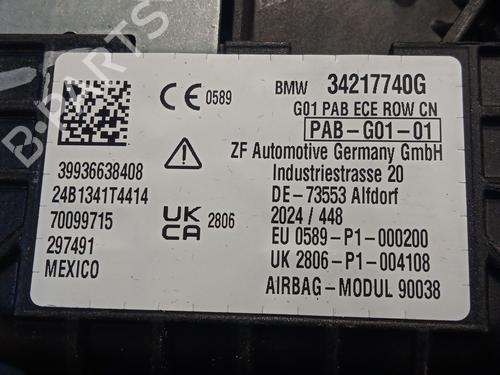 BMW 34217740G
CE 0589
G01 PAB ECE ROW CN
PAB-G01-01
ZF Automotive Germany GmbH
Industriestrasse 20
DE-73553 Alfdorf
2024/448
EU 0589-P1-000200
UK 2806-P1-004108
AIRBAG-MODUL 90038
39936638408
24B1341T4414
70099715
297491
MEXICO
UK CA 2806
B-PARTS